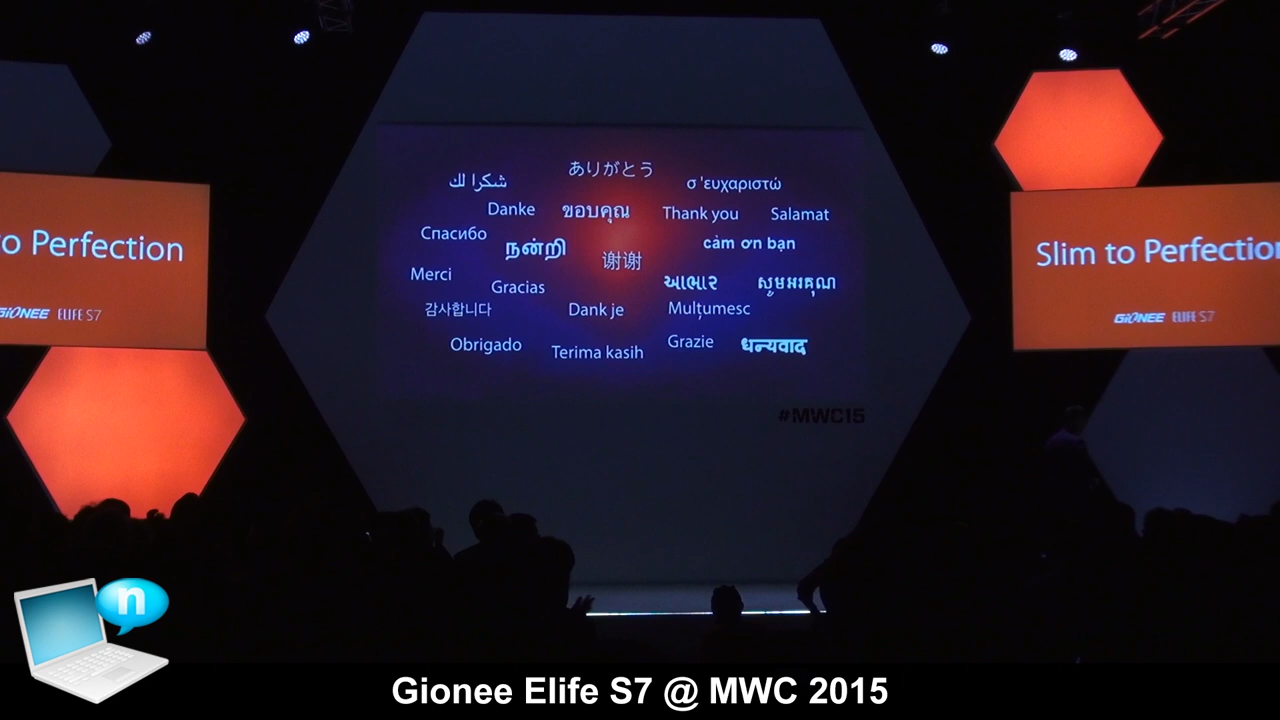 ありがとう
شكرا لك
σ 'ευχαριστώ
Danke
ขอบคุณ
Thank you
Salamat
Спасибо
நன்றி
谢谢
cảm ơn bạn
Merci
Gracias
આભાર
សូមអរគុណ
감사합니다
Dank je
Mulțumesc
Obrigado
Terima kasih
Grazie
धन्यवाद
#MWC15
o Perfection
GIONEE ELIFE S7
Slim to Perfection
GIONEE ELIFE S7
n
Gionee Elife S7 @ MWC 2015